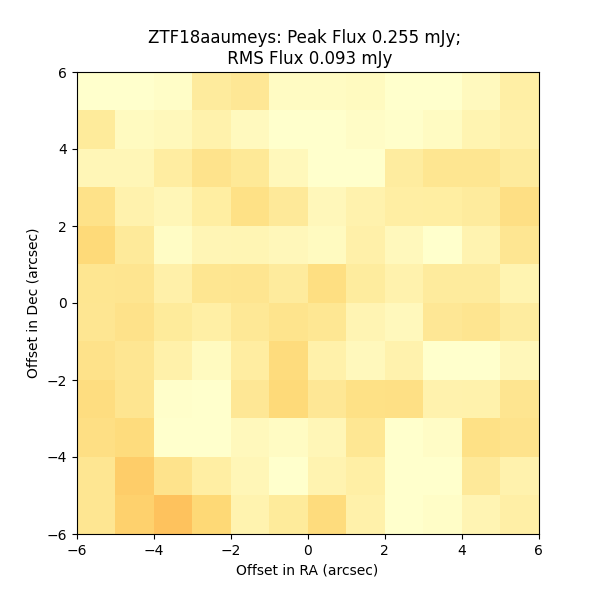 ZTF18aaumeys: Peak Flux 0.255 mJy;
RMS Flux 0.093 mJy
6
4
2
0
−2
−4
−6
Offset in Dec (arcsec)
−6 −4 −2 0 2 4 6
Offset in RA (arcsec)